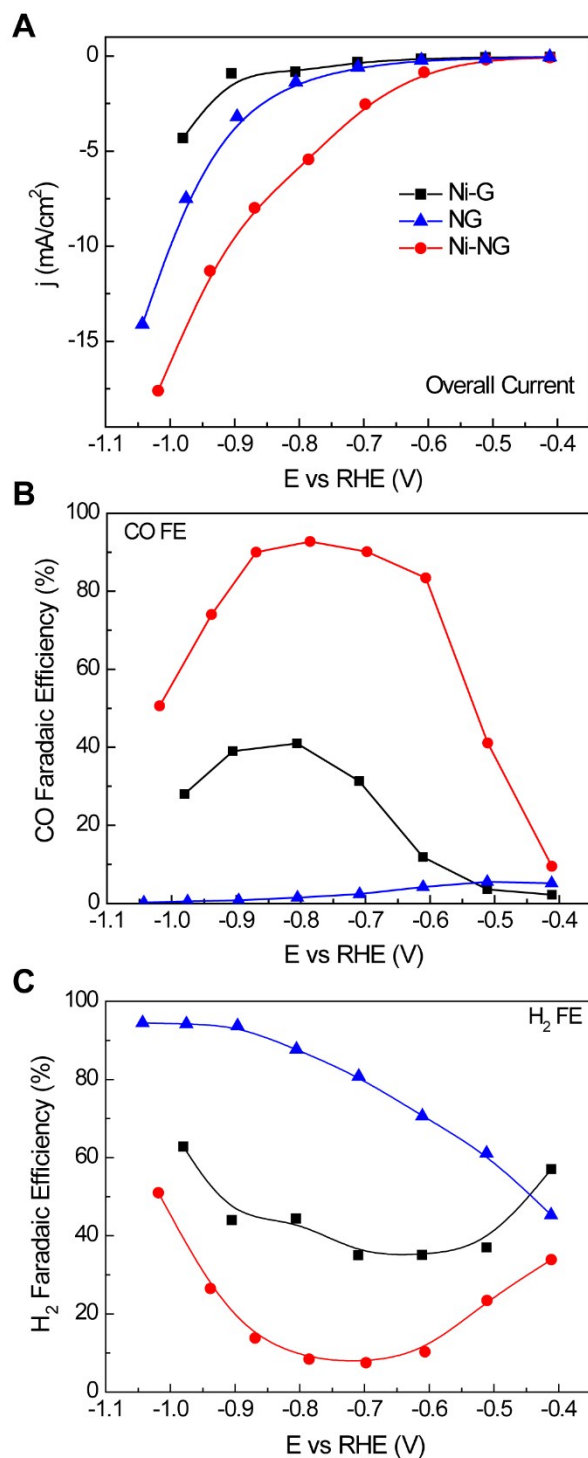 A
0
-5
-10
-15
j (mA/cm²)
Ni-G
NG
Ni-NG
Overall Current
-1.1 -1.0 -0.9 -0.8 -0.7 -0.6 -0.5 -0.4
E vs RHE (V)
B
CO FE
100
80
60
40
20
0
CO Faradaic Efficiency (%)
-1.1 -1.0 -0.9 -0.8 -0.7 -0.6 -0.5 -0.4
E vs RHE (V)
C
H₂ FE
100
80
60
40
20
0
H₂ Faradaic Efficiency (%)
-1.1 -1.0 -0.9 -0.8 -0.7 -0.6 -0.5 -0.4
E vs RHE (V)